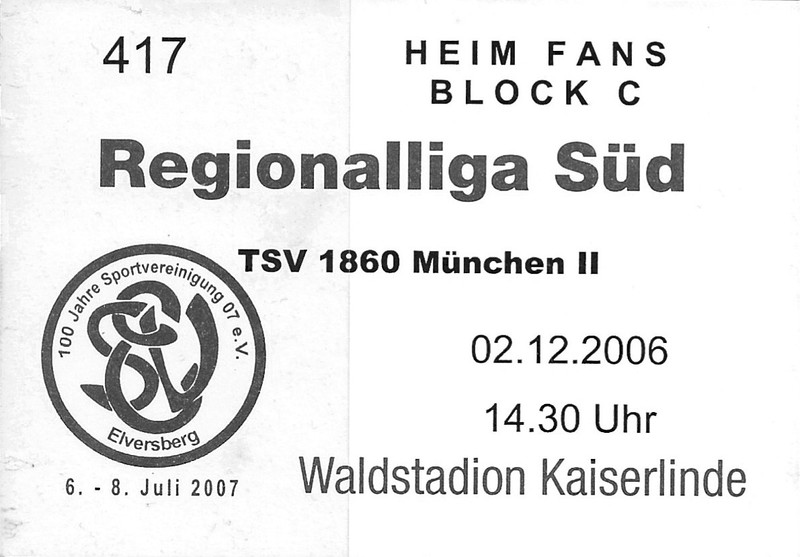 417
HEIM FANS
BLOCK C
Regionalliga Süd
TSV 1860 München II
100 Jahre Sportvereinigung 07 e.V.
Elversberg
6. - 8. Juli 2007
02.12.2006
14.30 Uhr
Waldstadion Kaiserlinde